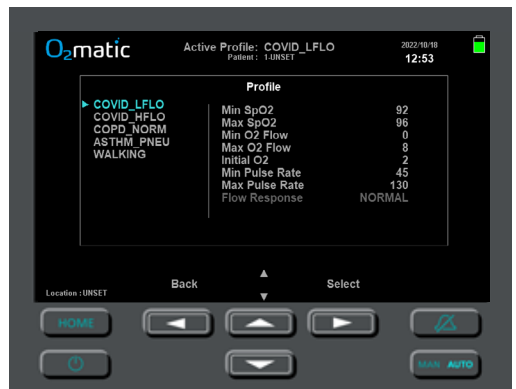 O2matic
Active Profile: COVID_LFLO
Patient: 1-UNSET
2022/10/18
12:53
Profile
COVID_LFLO
COVID_HFLO
COPD_NORM
ASTHM_PNEU
WALKING
Min SpO2 92
Max SpO2 96
Min O2 Flow 0
Max O2 Flow 8
Initial O2 2
Min Pulse Rate 45
Max Pulse Rate 130
Flow Response NORMAL
Back
Select
Location : UNSET
HOME
MAN AUTO